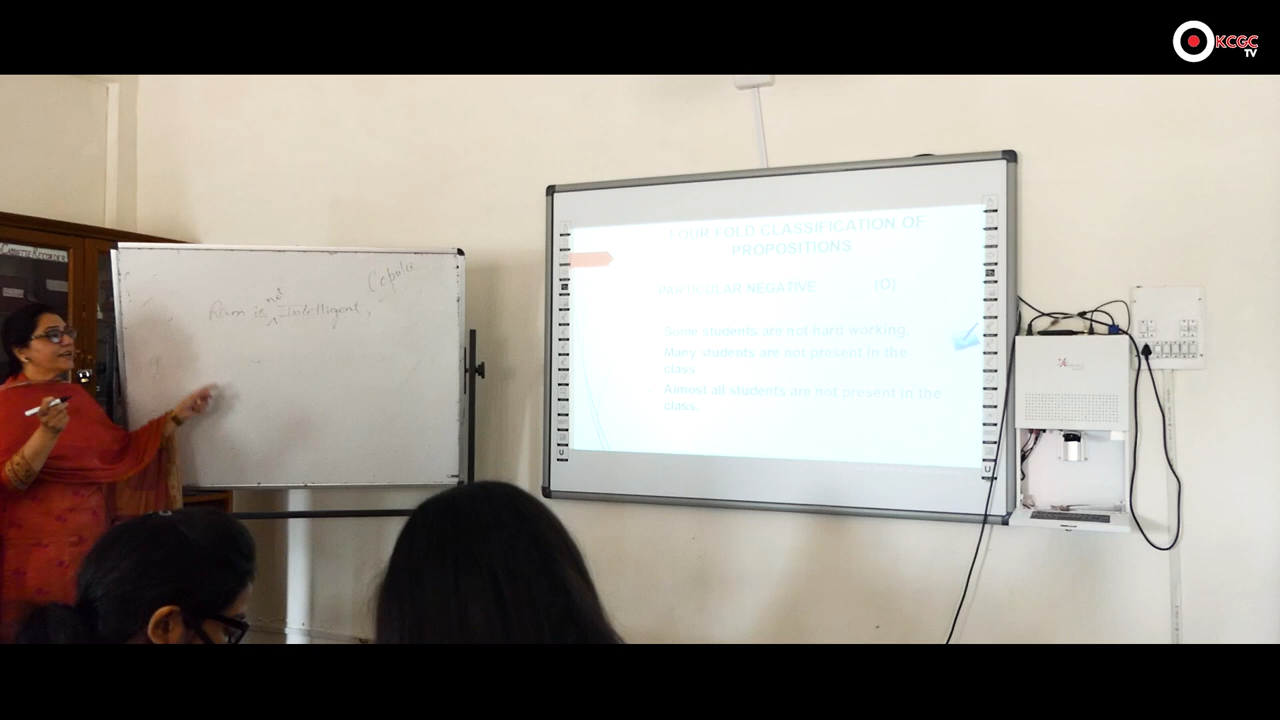 KCGC
TV
Copula
not
Ram is ^ Intelligent,
FOUR FOLD CLASSIFICATION OF
PROPOSITIONS
PARTICULAR NEGATIVE (O)
Some students are not hard working.
Many students are not present in the
class
Almost all students are not present in the
class.
U
U